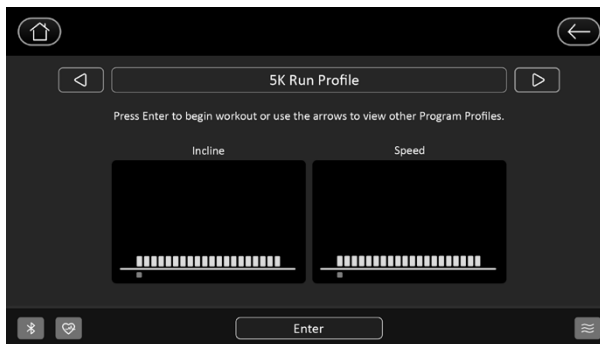 5K Run Profile
Press Enter to begin workout or use the arrows to view other Program Profiles.
Incline
Speed
Enter